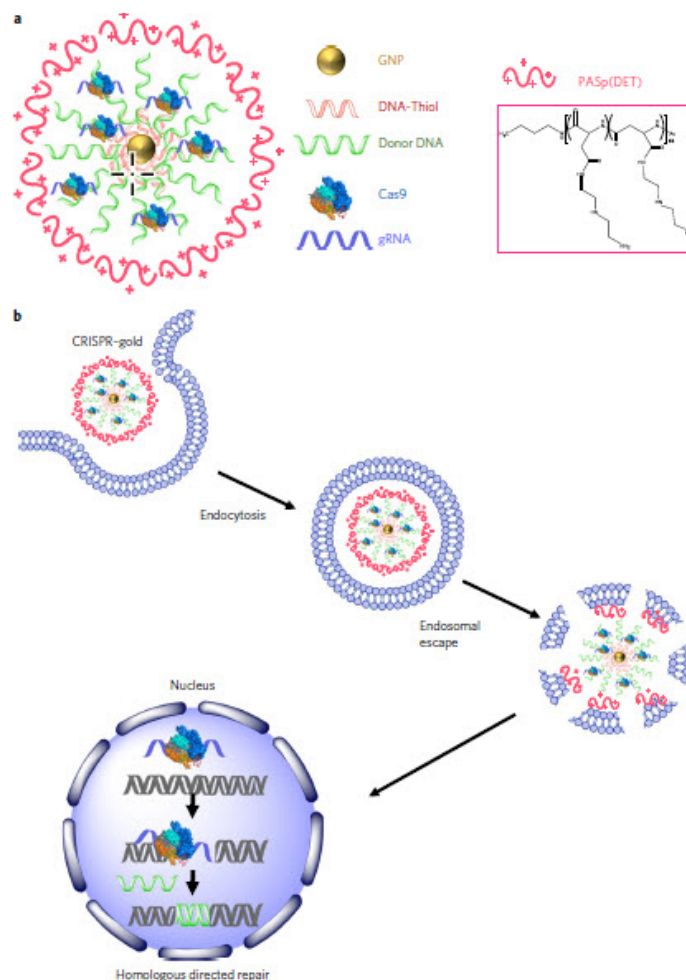 a
GNP
DNA-Thiol
Donor DNA
Cas9
gRNA
PASp(DET)
b
CRISPR-gold
Endocytosis
Endosomal
escape
Nucleus
Homologous directed repair